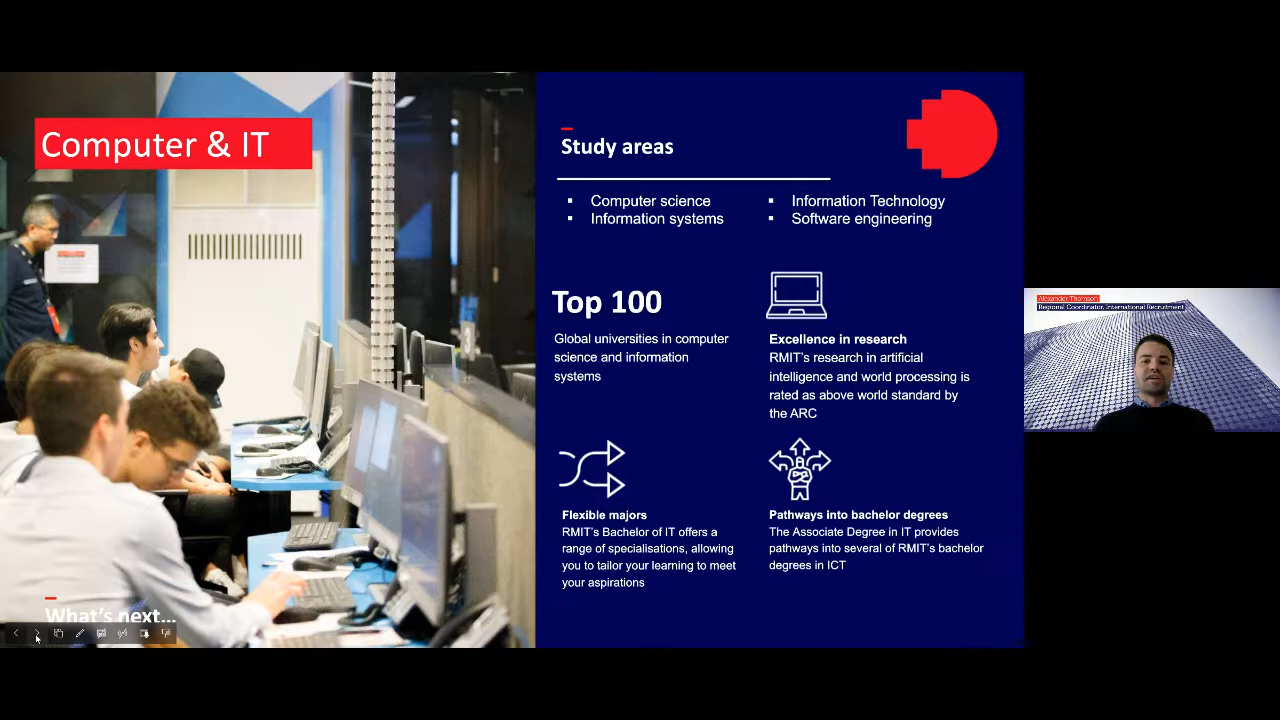 Computer & IT
What's next...
Study areas
Computer science
Information systems
Information Technology
Software engineering
Top 100
Global universities in computer
science and information
systems
Excellence in research
RMIT's research in artificial
intelligence and world processing is
rated as above world standard by
the ARC
Flexible majors
RMIT's Bachelor of IT offers a
range of specialisations, allowing
you to tailor your learning to meet
your aspirations
Pathways into bachelor degrees
The Associate Degree in IT provides
pathways into several of RMIT's bachelor
degrees in ICT
Alexander Thomson
Regional Coordinator, International Recruitment